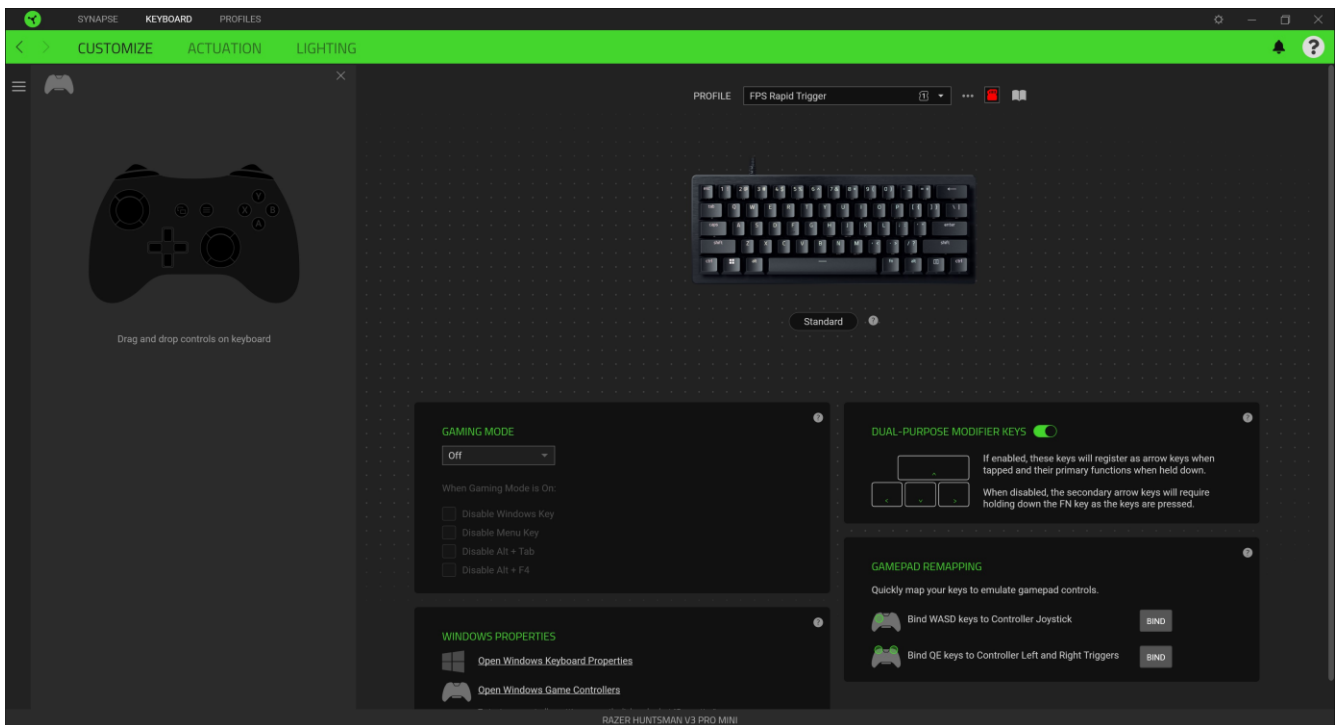 SYNAPSE KEYBOARD PROFILES
CUSTOMIZE ACTUATION LIGHTING
PROFILE FPS Rapid Trigger 1
Y
X B
A
Drag and drop controls on keyboard
Standard
GAMING MODE
Off
When Gaming Mode is On:
Disable Windows Key
Disable Menu Key
Disable Alt + Tab
Disable Alt + F4
WINDOWS PROPERTIES
Open Windows Keyboard Properties
Open Windows Game Controllers
DUAL-PURPOSE MODIFIER KEYS
If enabled, these keys will register as arrow keys when
tapped and their primary functions when held down.
When disabled, the secondary arrow keys will require
holding down the FN key as the keys are pressed.
GAMEPAD REMAPPING
Quickly map your keys to emulate gamepad controls.
Bind WASD keys to Controller Joystick BIND
Bind QE keys to Controller Left and Right Triggers BIND
RAZER HUNTSMAN V3 PRO MINI